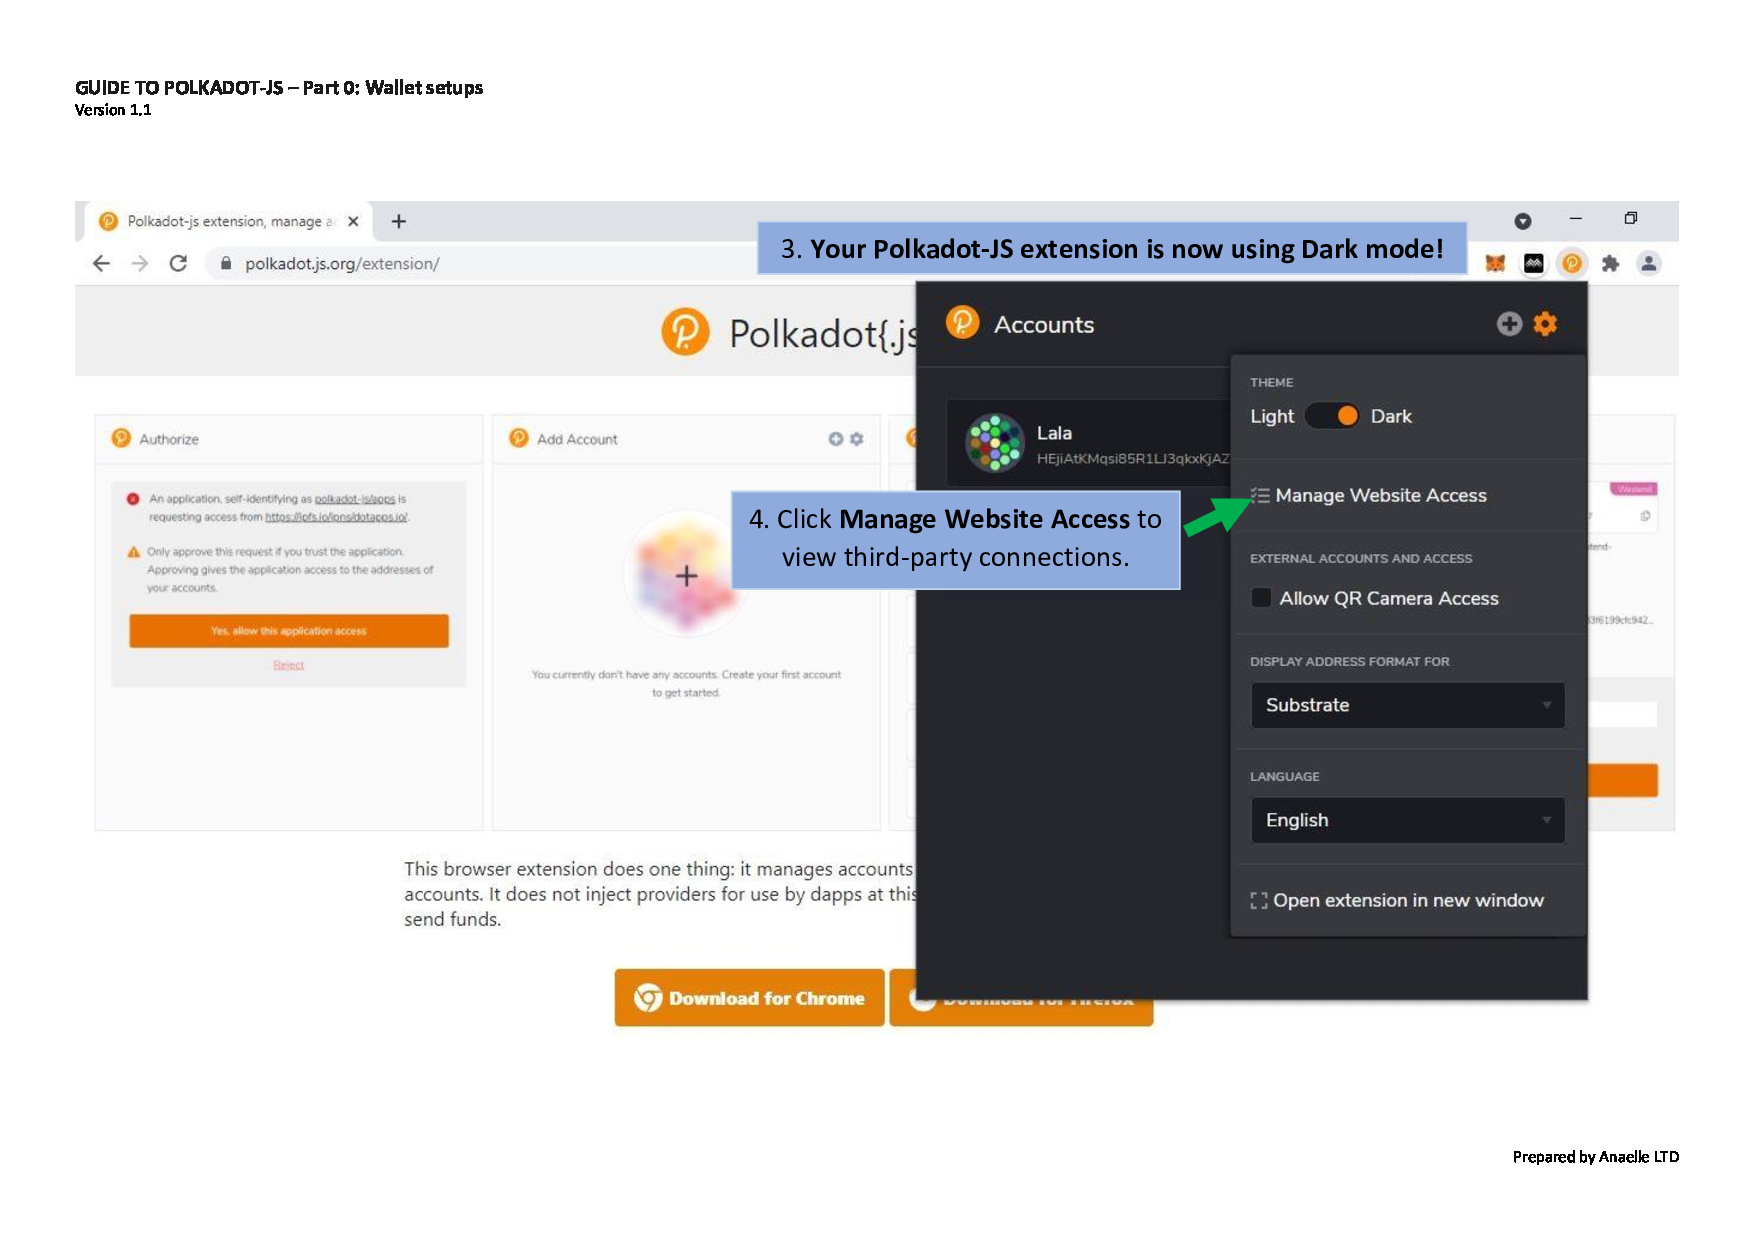 GUIDE TO POLKADOT-JS – Part 0: Wallet setups
Version 1.1
Polkadot-js extension, manage a
polkadot.js.org/extension/
3. Your Polkadot-JS extension is now using Dark mode!
Polkadot{.js
Accounts
THEME
Light Dark
Lala
HEjiAtKMqsi85R1LJ3qkxKjAZ
Manage Website Access
4. Click Manage Website Access to
view third-party connections.
EXTERNAL ACCOUNTS AND ACCESS
Allow QR Camera Access
DISPLAY ADDRESS FORMAT FOR
Substrate
LANGUAGE
English
Open extension in new window
Authorize
An application, self-identifying as polkadot-js/apps is
requesting access from https://ipfs.io/ipns/dotapps.io/.
Only approve this request if you trust the application.
Approving gives the application access to the addresses of
your accounts.
Yes, allow this application access
Reject
Add Account
You currently don't have any accounts. Create your first account
to get started.
Westend
This browser extension does one thing: it manages accounts
accounts. It does not inject providers for use by dapps at this
send funds.
Download for Chrome
Download for Firefox
Prepared by Anaelle LTD